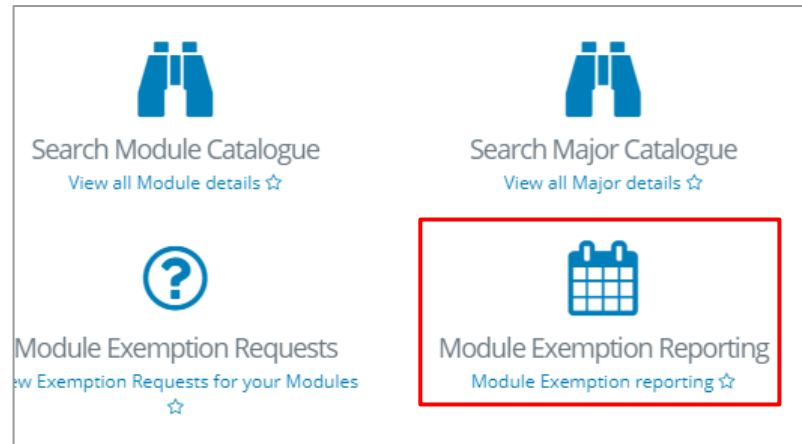 Search Module Catalogue
View all Module details ☆
Search Major Catalogue
View all Major details ☆
Module Exemption Requests
Exemption Requests for your Modules
☆
Module Exemption Reporting
Module Exemption reporting ☆